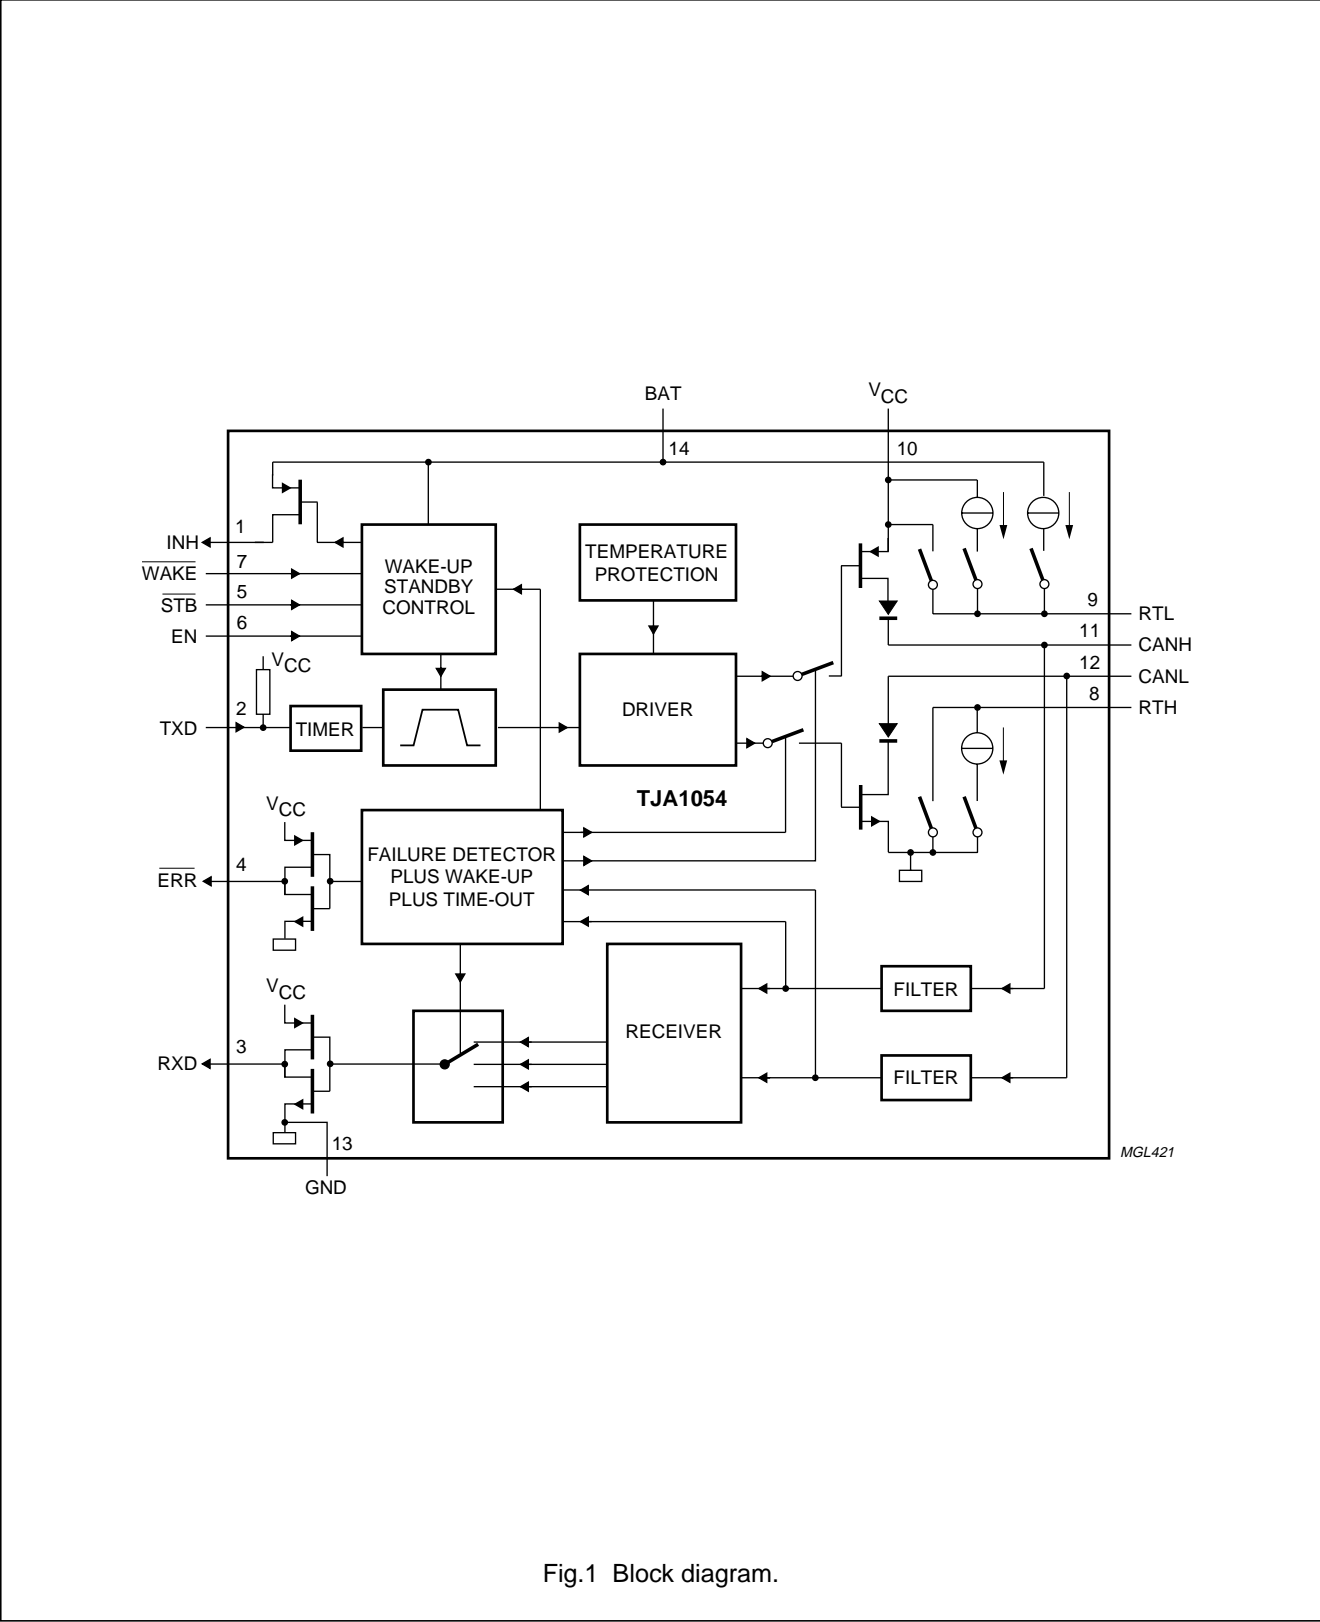 BAT
VCC
14
10
1
INH
7
WAKE
5
STB
6
EN
WAKE-UP
STANDBY
CONTROL
TEMPERATURE
PROTECTION
9
RTL
11
CANH
12
CANL
8
RTH
VCC
2
TXD
TIMER
DRIVER
TJA1054
VCC
4
ERR
FAILURE DETECTOR
PLUS WAKE-UP
PLUS TIME-OUT
VCC
3
RXD
RECEIVER
FILTER
FILTER
13
GND
MGL421
Fig.1 Block diagram.